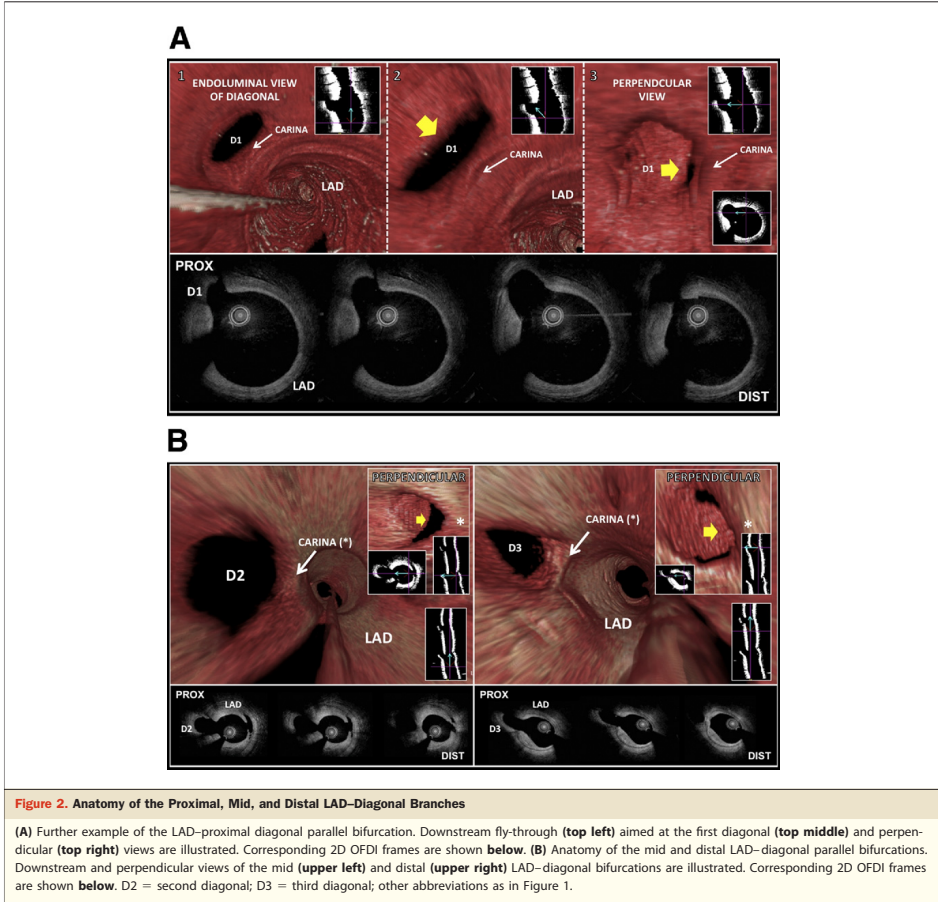 A
1 ENDOLUMINAL VIEW
OF DIAGONAL
D1
CARINA
LAD
2
D1
CARINA
LAD
3 PERPENDCULAR
VIEW
D1
CARINA
PROX
D1
LAD
DIST
B
PERPENDICULAR
*
CARINA (*)
D2
LAD
PERPENDICULAR
*
CARINA (*)
D3
LAD
PROX
LAD
D2
DIST
PROX
LAD
D3
DIST
Figure 2. Anatomy of the Proximal, Mid, and Distal LAD–Diagonal Branches
(A) Further example of the LAD–proximal diagonal parallel bifurcation. Downstream fly-through (top left) aimed at the first diagonal (top middle) and perpen-
dicular (top right) views are illustrated. Corresponding 2D OFDI frames are shown below. (B) Anatomy of the mid and distal LAD–diagonal parallel bifurcations.
Downstream and perpendicular views of the mid (upper left) and distal (upper right) LAD–diagonal bifurcations are illustrated. Corresponding 2D OFDI frames
are shown below. D2 = second diagonal; D3 = third diagonal; other abbreviations as in Figure 1.